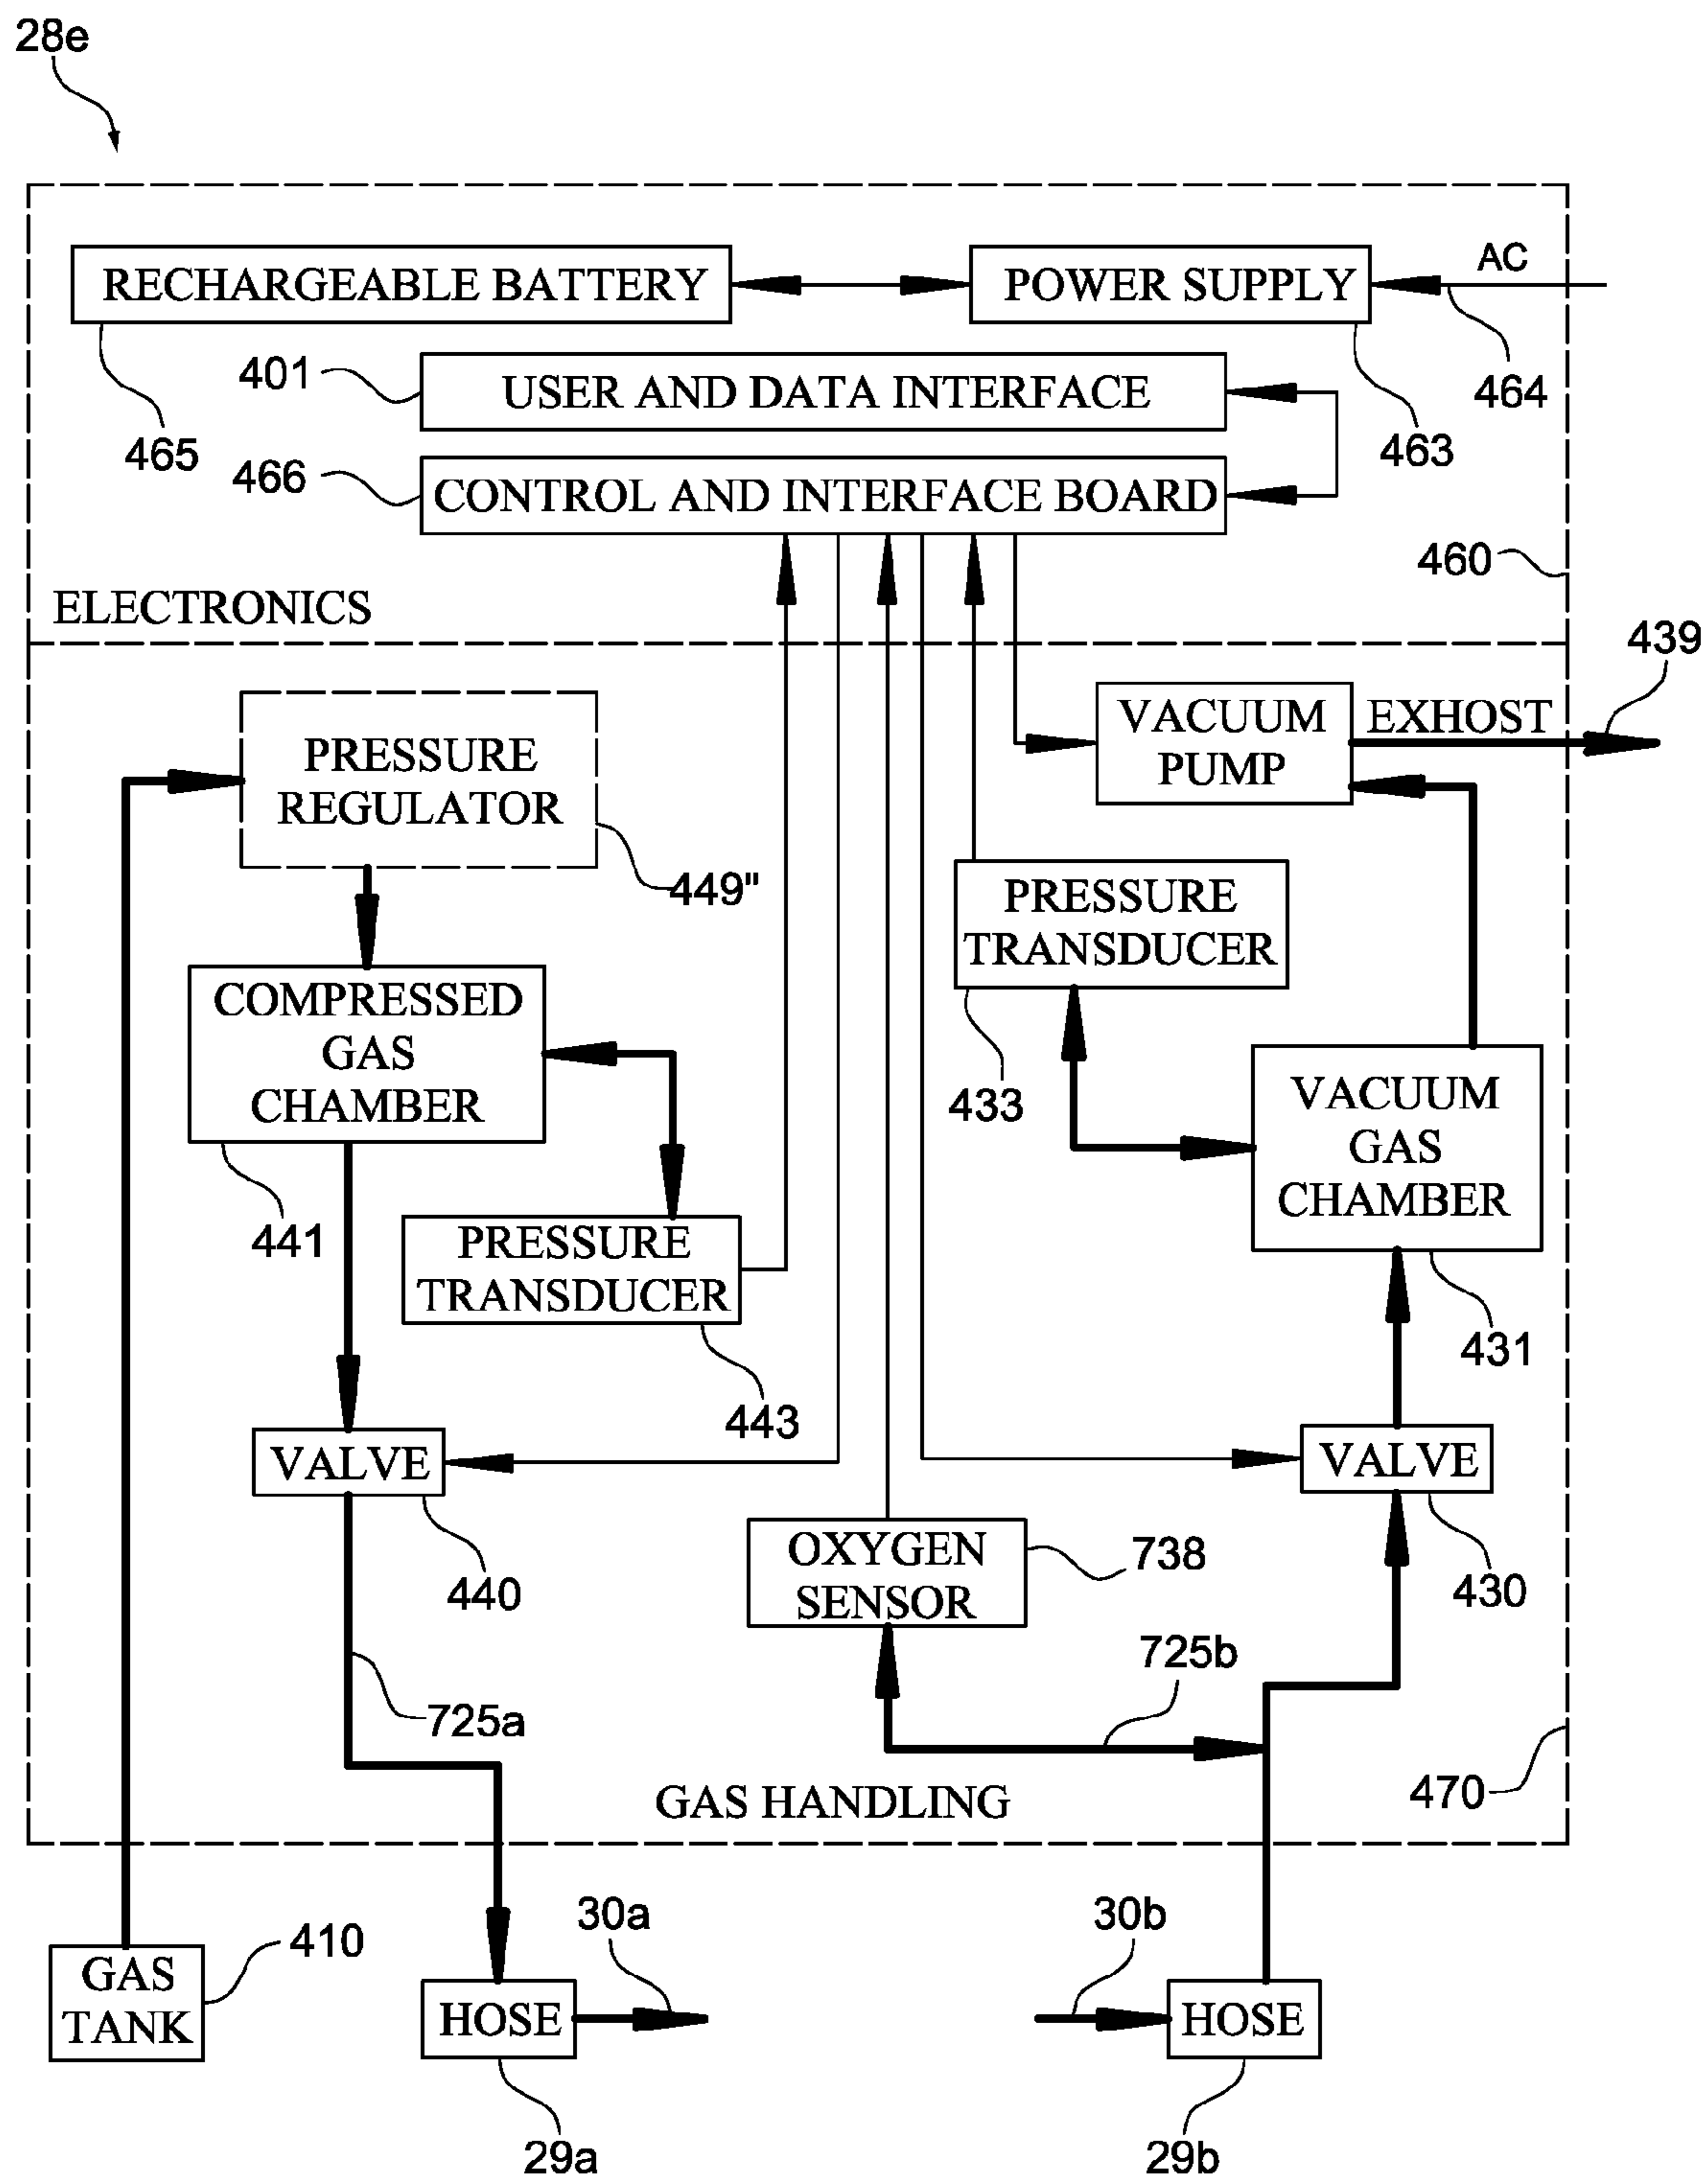 28e
RECHARGEABLE BATTERY
POWER SUPPLY
AC
464
401
USER AND DATA INTERFACE
465
463
466
CONTROL AND INTERFACE BOARD
460
ELECTRONICS
439
PRESSURE
REGULATOR
449"
VACUUM
PUMP
EXHOST
PRESSURE
TRANSDUCER
433
COMPRESSED
GAS
CHAMBER
441
VACUUM
GAS
CHAMBER
431
PRESSURE
TRANSDUCER
443
VALVE
440
VALVE
430
OXYGEN
SENSOR
738
725b
725a
470
GAS HANDLING
GAS
TANK
410
30a
30b
HOSE
HOSE
29a
29b